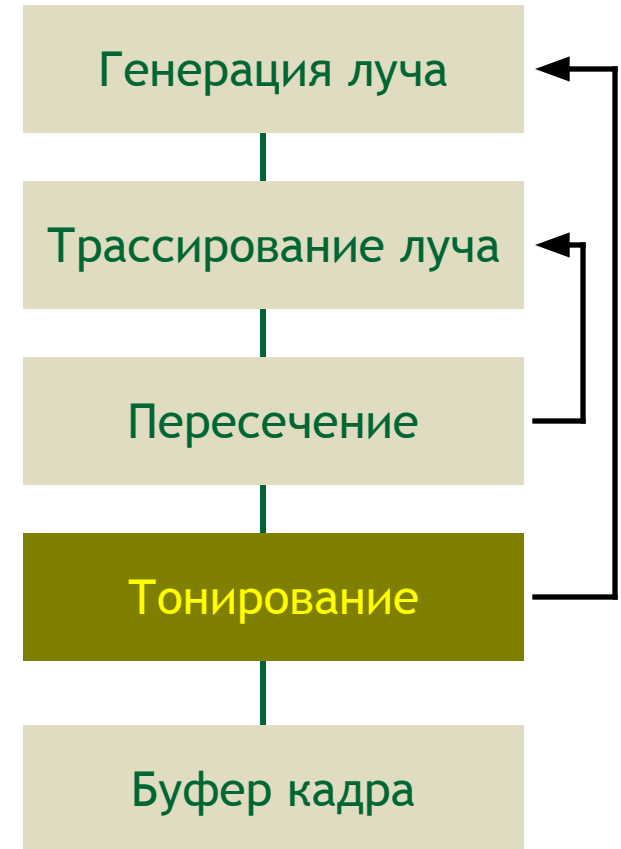 Генерация луча
Трассирование луча
Пересечение
Тонирование
Буфер кадра